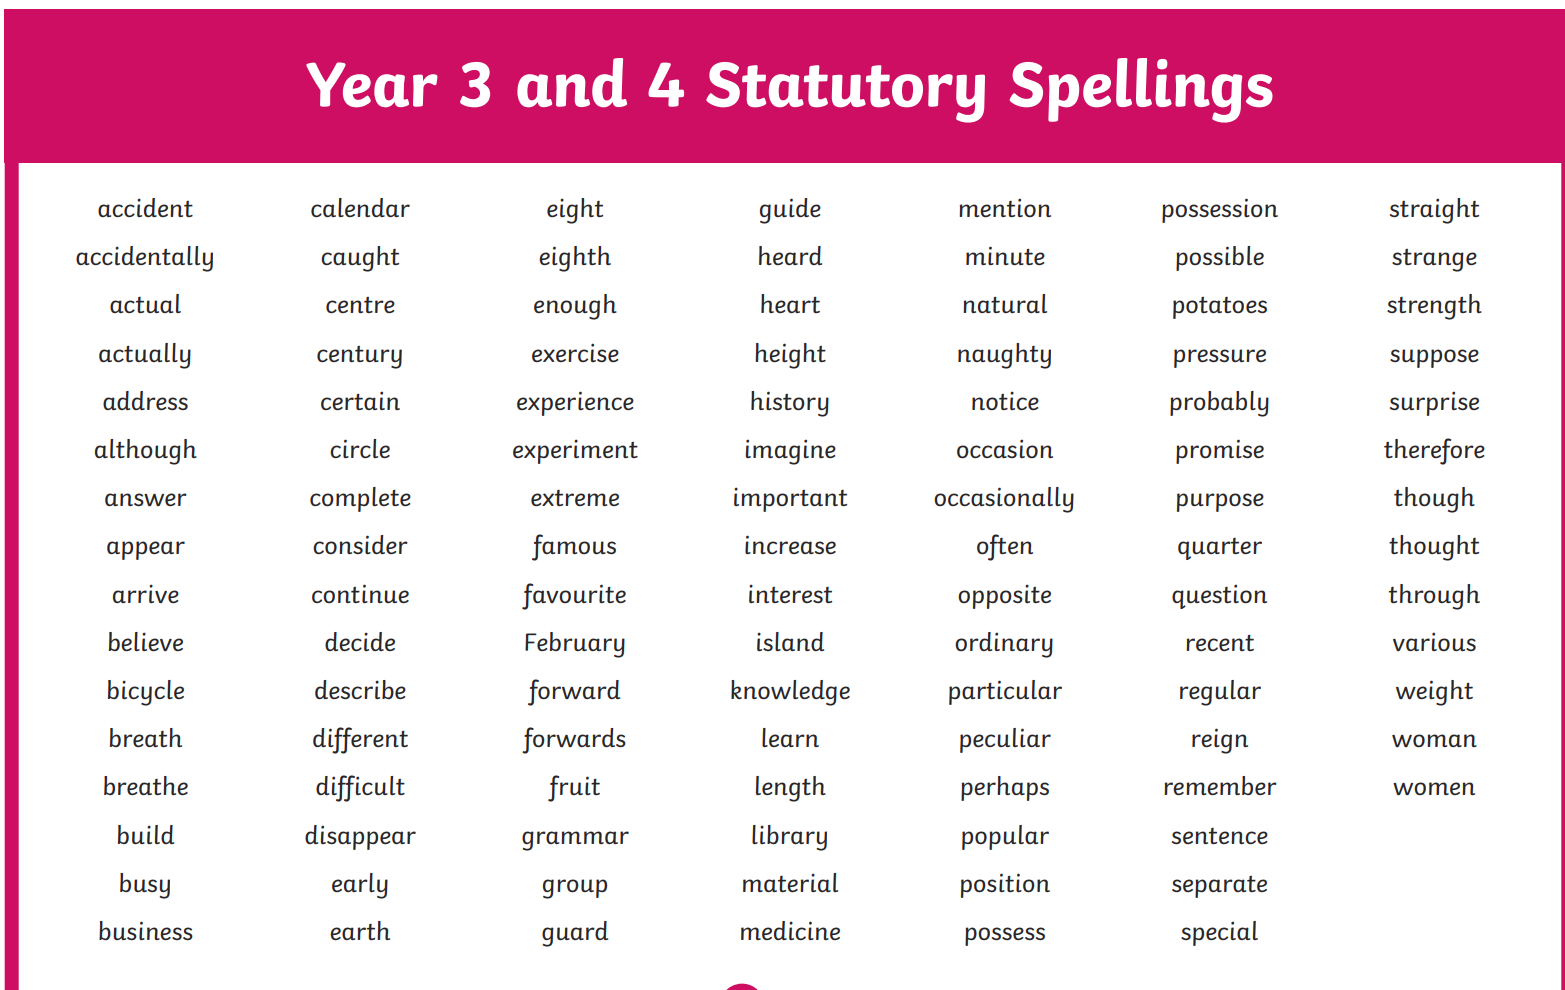 Year 3 and 4 Statutory Spellings
accident calendar eight guide mention possession straight
accidentally caught eighth heard minute possible strange
actual centre enough heart natural potatoes strength
actually century exercise height naughty pressure suppose
address certain experience history notice probably surprise
although circle experiment imagine occasion promise therefore
answer complete extreme important occasionally purpose though
appear consider famous increase often quarter thought
arrive continue favourite interest opposite question through
believe decide February island ordinary recent various
bicycle describe forward knowledge particular regular weight
breath different forwards learn peculiar reign woman
breathe difficult fruit length perhaps remember women
build disappear grammar library popular sentence
busy early group material position separate
business earth guard medicine possess special